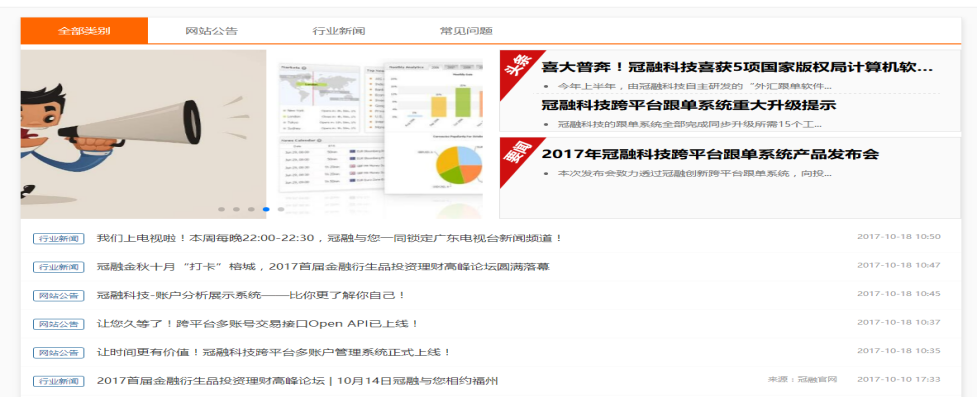 全部类别
网站公告
行业新闻
常见问题
头条
喜大普奔！冠融科技喜获5项国家版权局计算机软...
今年上半年，由冠融科技自主研发的“外汇跟单软件...
冠融科技跨平台跟单系统重大升级提示
冠融科技的跟单系统全部完成同步升级所需15个工...
要闻
2017年冠融科技跨平台跟单系统产品发布会
本次发布会致力通过冠融创新跨平台跟单系统，向投...
行业新闻 我们上电视啦！本周每晚22:00-22:30，冠融与您一同锁定广东电视台新闻频道！ 2017-10-18 10:50
行业新闻 冠融金秋十月“打卡”榕城，2017首届金融衍生品投资理财高峰论坛圆满落幕 2017-10-18 10:47
网站公告 冠融科技-账户分析展示系统——比你更了解你自己！ 2017-10-18 10:45
网站公告 让您久等了！跨平台多账号交易接口Open API已上线！ 2017-10-18 10:37
网站公告 让时间更有价值！冠融科技跨平台多账户管理系统正式上线！ 2017-10-18 10:35
行业新闻 2017首届金融衍生品投资理财高峰论坛 | 10月14日冠融与您相约福州 来源：冠融官网 2017-10-10 17:33